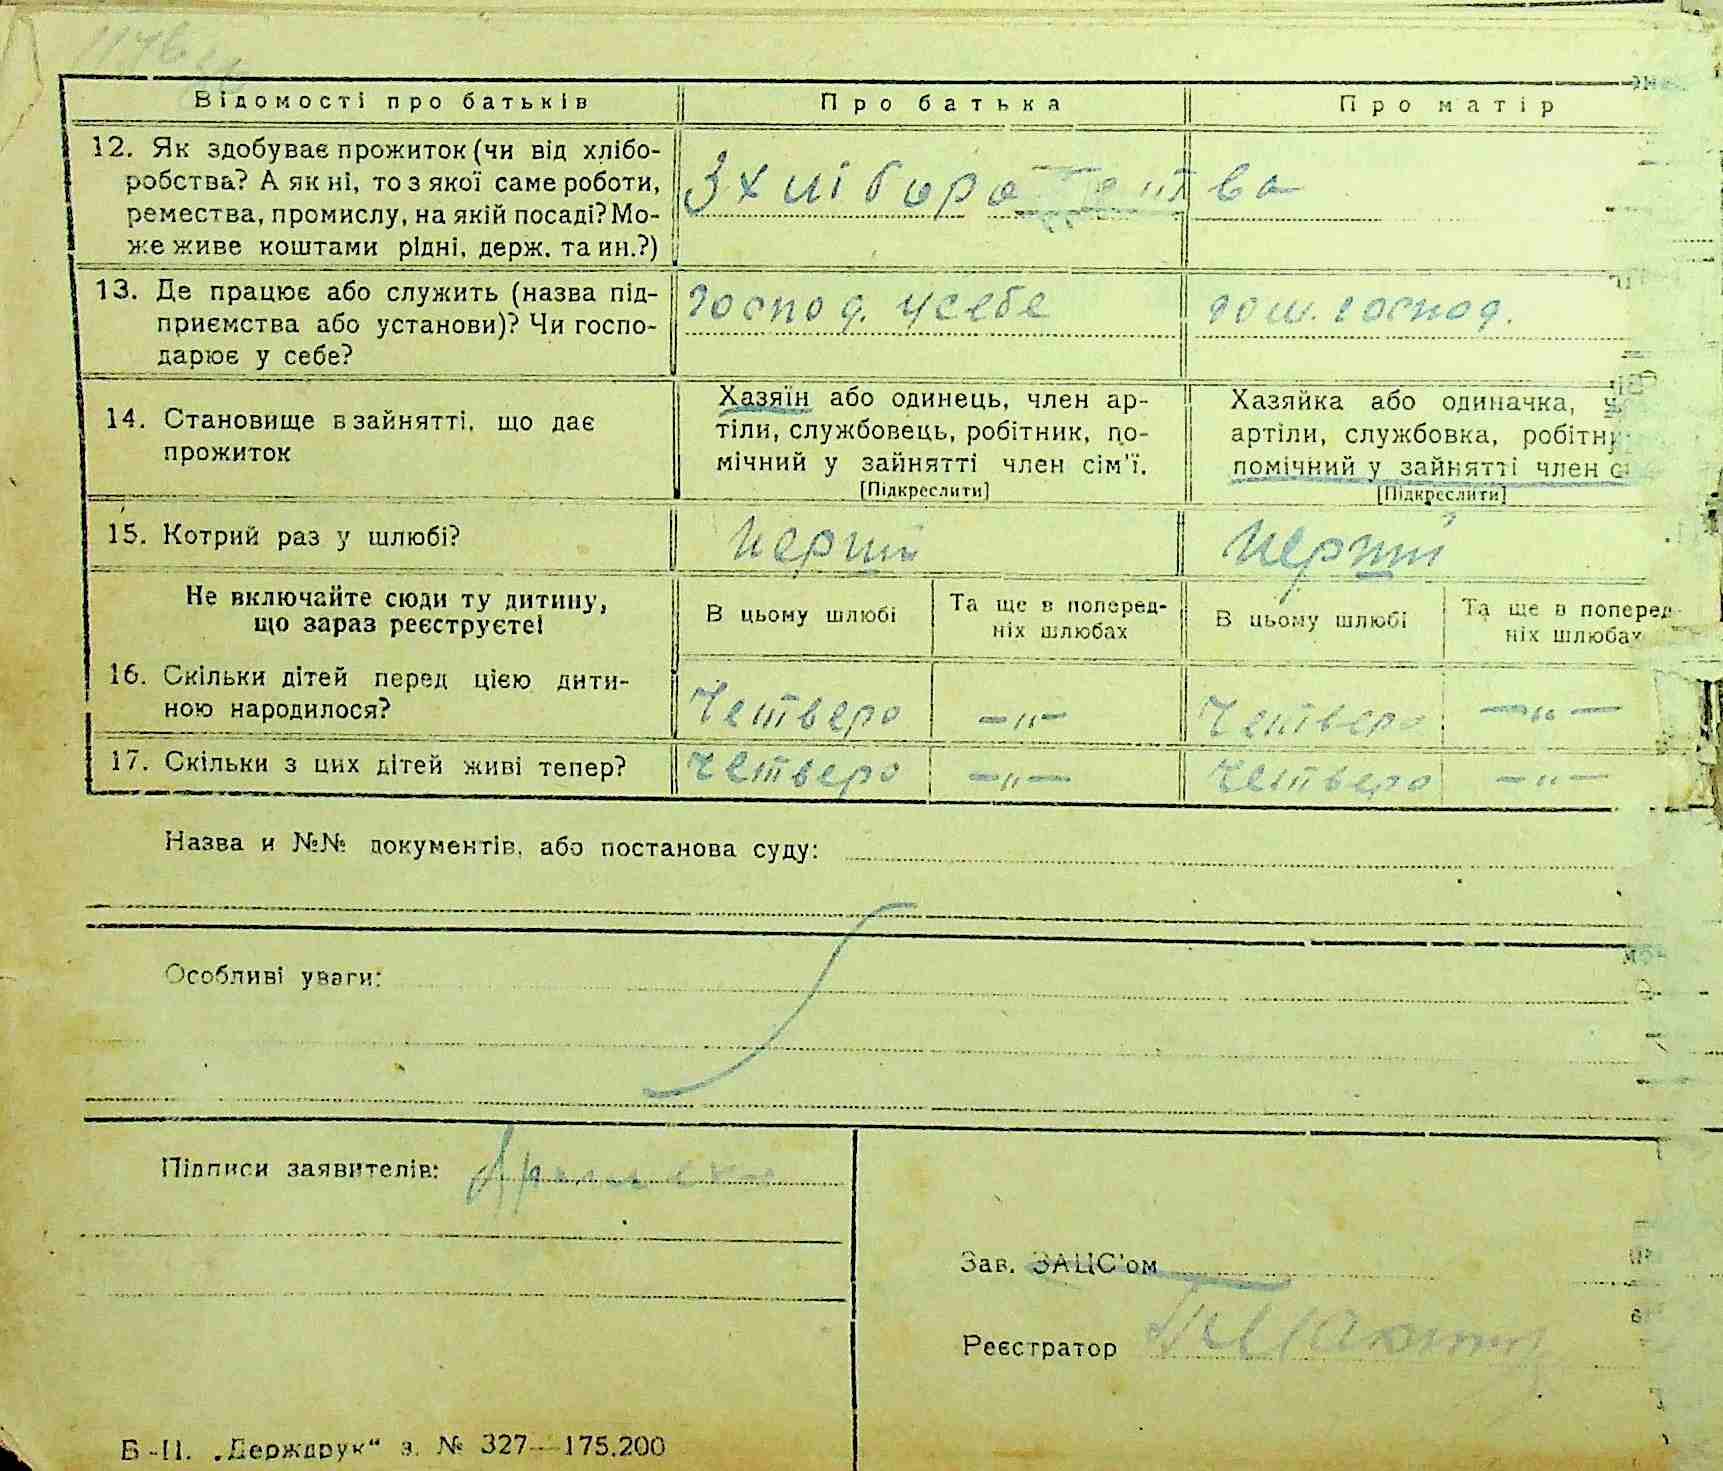 Відомості про батьків Про батька Про матір
12. Як здобуває прожиток (чи від хлібо-
робства? А як ні, то з якої саме роботи,
ремества, промислу, на якій посаді? Мо-
же живе коштами рідні, держ. та ин.?)
З хлібороб ства
13. Де працює або служить (назва під-
приємства або установи)? Чи госпо-
дарює у себе?
господ. у себе
дом. господ.
14. Становище в зайнятті, що дає
прожиток
Хазяїн або одинець, член ар-
тіли, службовець, робітник, по-
мічний у зайнятті член сім'ї.
[Підкреслити]
Хазяйка або одиначка,
артіли, службовка,
помічний у зайнятті член
[Підкреслити]
15. Котрий раз у шлюбі?
перший
перший
Не включайте сюди ту дитину,
що зараз реєструєте!
В цьому шлюбі
Та ще в поперед-
ніх шлюбах
В цьому шлюбі
Та ще в поперед-
ніх шлюбах
16. Скільки дітей перед цією дити-
ною народилося?
Четверо —„— Четверо —„—
17. Скільки з цих дітей живі тепер?
Четверо —„— Четверо —„—
Назва и №№ документів, або постанова суду:
Особливі уваги:
Підписи заявителів:
Зав. ЗАЦС'ом
Реєстратор
Б-П. „Держдрук" з. № 327—175.200